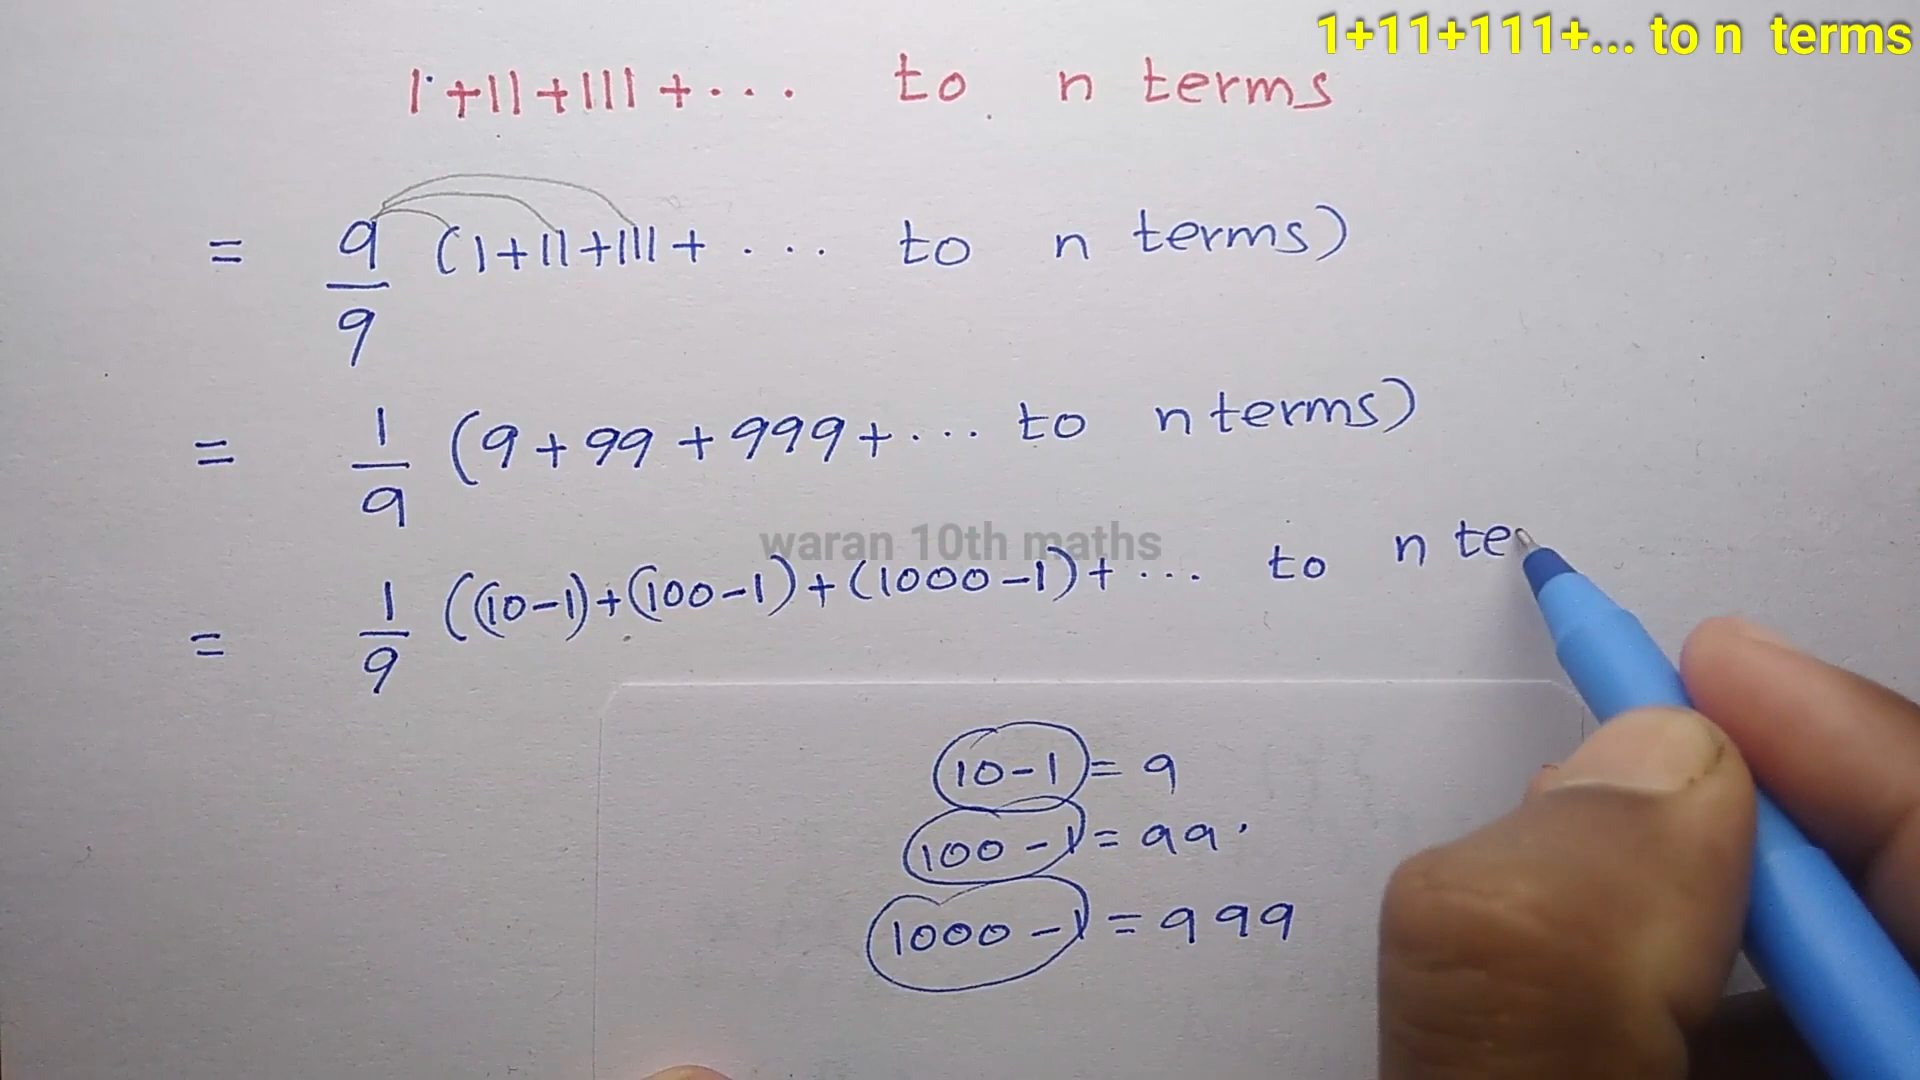 1+11+111+... to n terms
1+11+111+... to n terms
= 9/9 (1+11+111+ ... to n terms)
= 1/9 (9+99+999+... to n terms)
waran 10th maths
= 1/9 ((10-1)+(100-1)+(1000-1)+... to n te
10-1=9
100-1=99.
1000-1=999